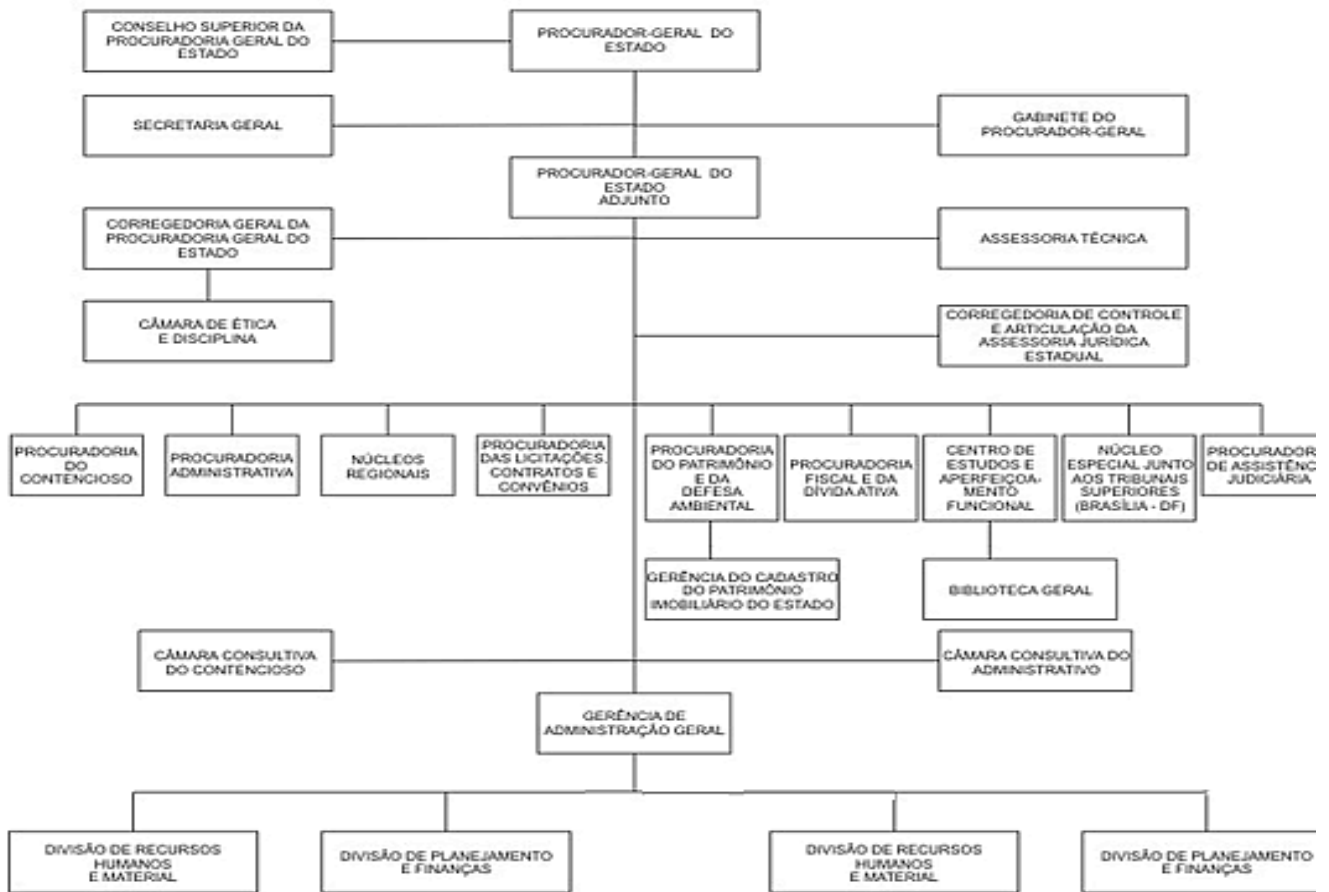 CONSELHO SUPERIOR DA
PROCURADORIA GERAL DO
ESTADO
PROCURADOR-GERAL DO
ESTADO
SECRETARIA GERAL
GABINETE DO
PROCURADOR-GERAL
PROCURADOR-GERAL DO
ESTADO
ADJUNTO
CORREGEDORIA GERAL DA
PROCURADORIA GERAL DO
ESTADO
ASSESSORIA TÉCNICA
CÂMARA DE ÉTICA
E DISCIPLINA
CORREGEDORIA DE CONTROLE
E ARTICULAÇÃO DA
ASSESSORIA JURÍDICA
ESTADUAL
PROCURADORIA
DO
CONTENCIOSO
PROCURADORIA
ADMINISTRATIVA
NÚCLEOS
REGIONAIS
PROCURADORIA
DAS LICITAÇÕES,
CONTRATOS E
CONVÊNIOS
PROCURADORIA
DO PATRIMÔNIO
E DA
DEFESA
AMBIENTAL
PROCURADORIA
FISCAL E DA
DÍVIDA ATIVA
CENTRO DE
ESTUDOS E
APERFEIÇOA-
MENTO
FUNCIONAL
NÚCLEO
ESPECIAL JUNTO
AOS TRIBUNAIS
SUPERIORES
(BRASÍLIA - DF)
PROCURADOR
DE ASSISTÊNC
JUDICIÁRIA
GERÊNCIA DO CADASTRO
DO PATRIMÔNIO
IMOBILIÁRIO DO ESTADO
BIBLIOTECA GERAL
CÂMARA CONSULTIVA
DO CONTENCIOSO
CÂMARA CONSULTIVA DO
ADMINISTRATIVO
GERÊNCIA DE
ADMINISTRAÇÃO GERAL
DIVISÃO DE RECURSOS
HUMANOS
E MATERIAL
DIVISÃO DE PLANEJAMENTO
E FINANÇAS
DIVISÃO DE RECURSOS
HUMANOS
E MATERIAL
DIVISÃO DE PLANEJAMENTO
E FINANÇAS